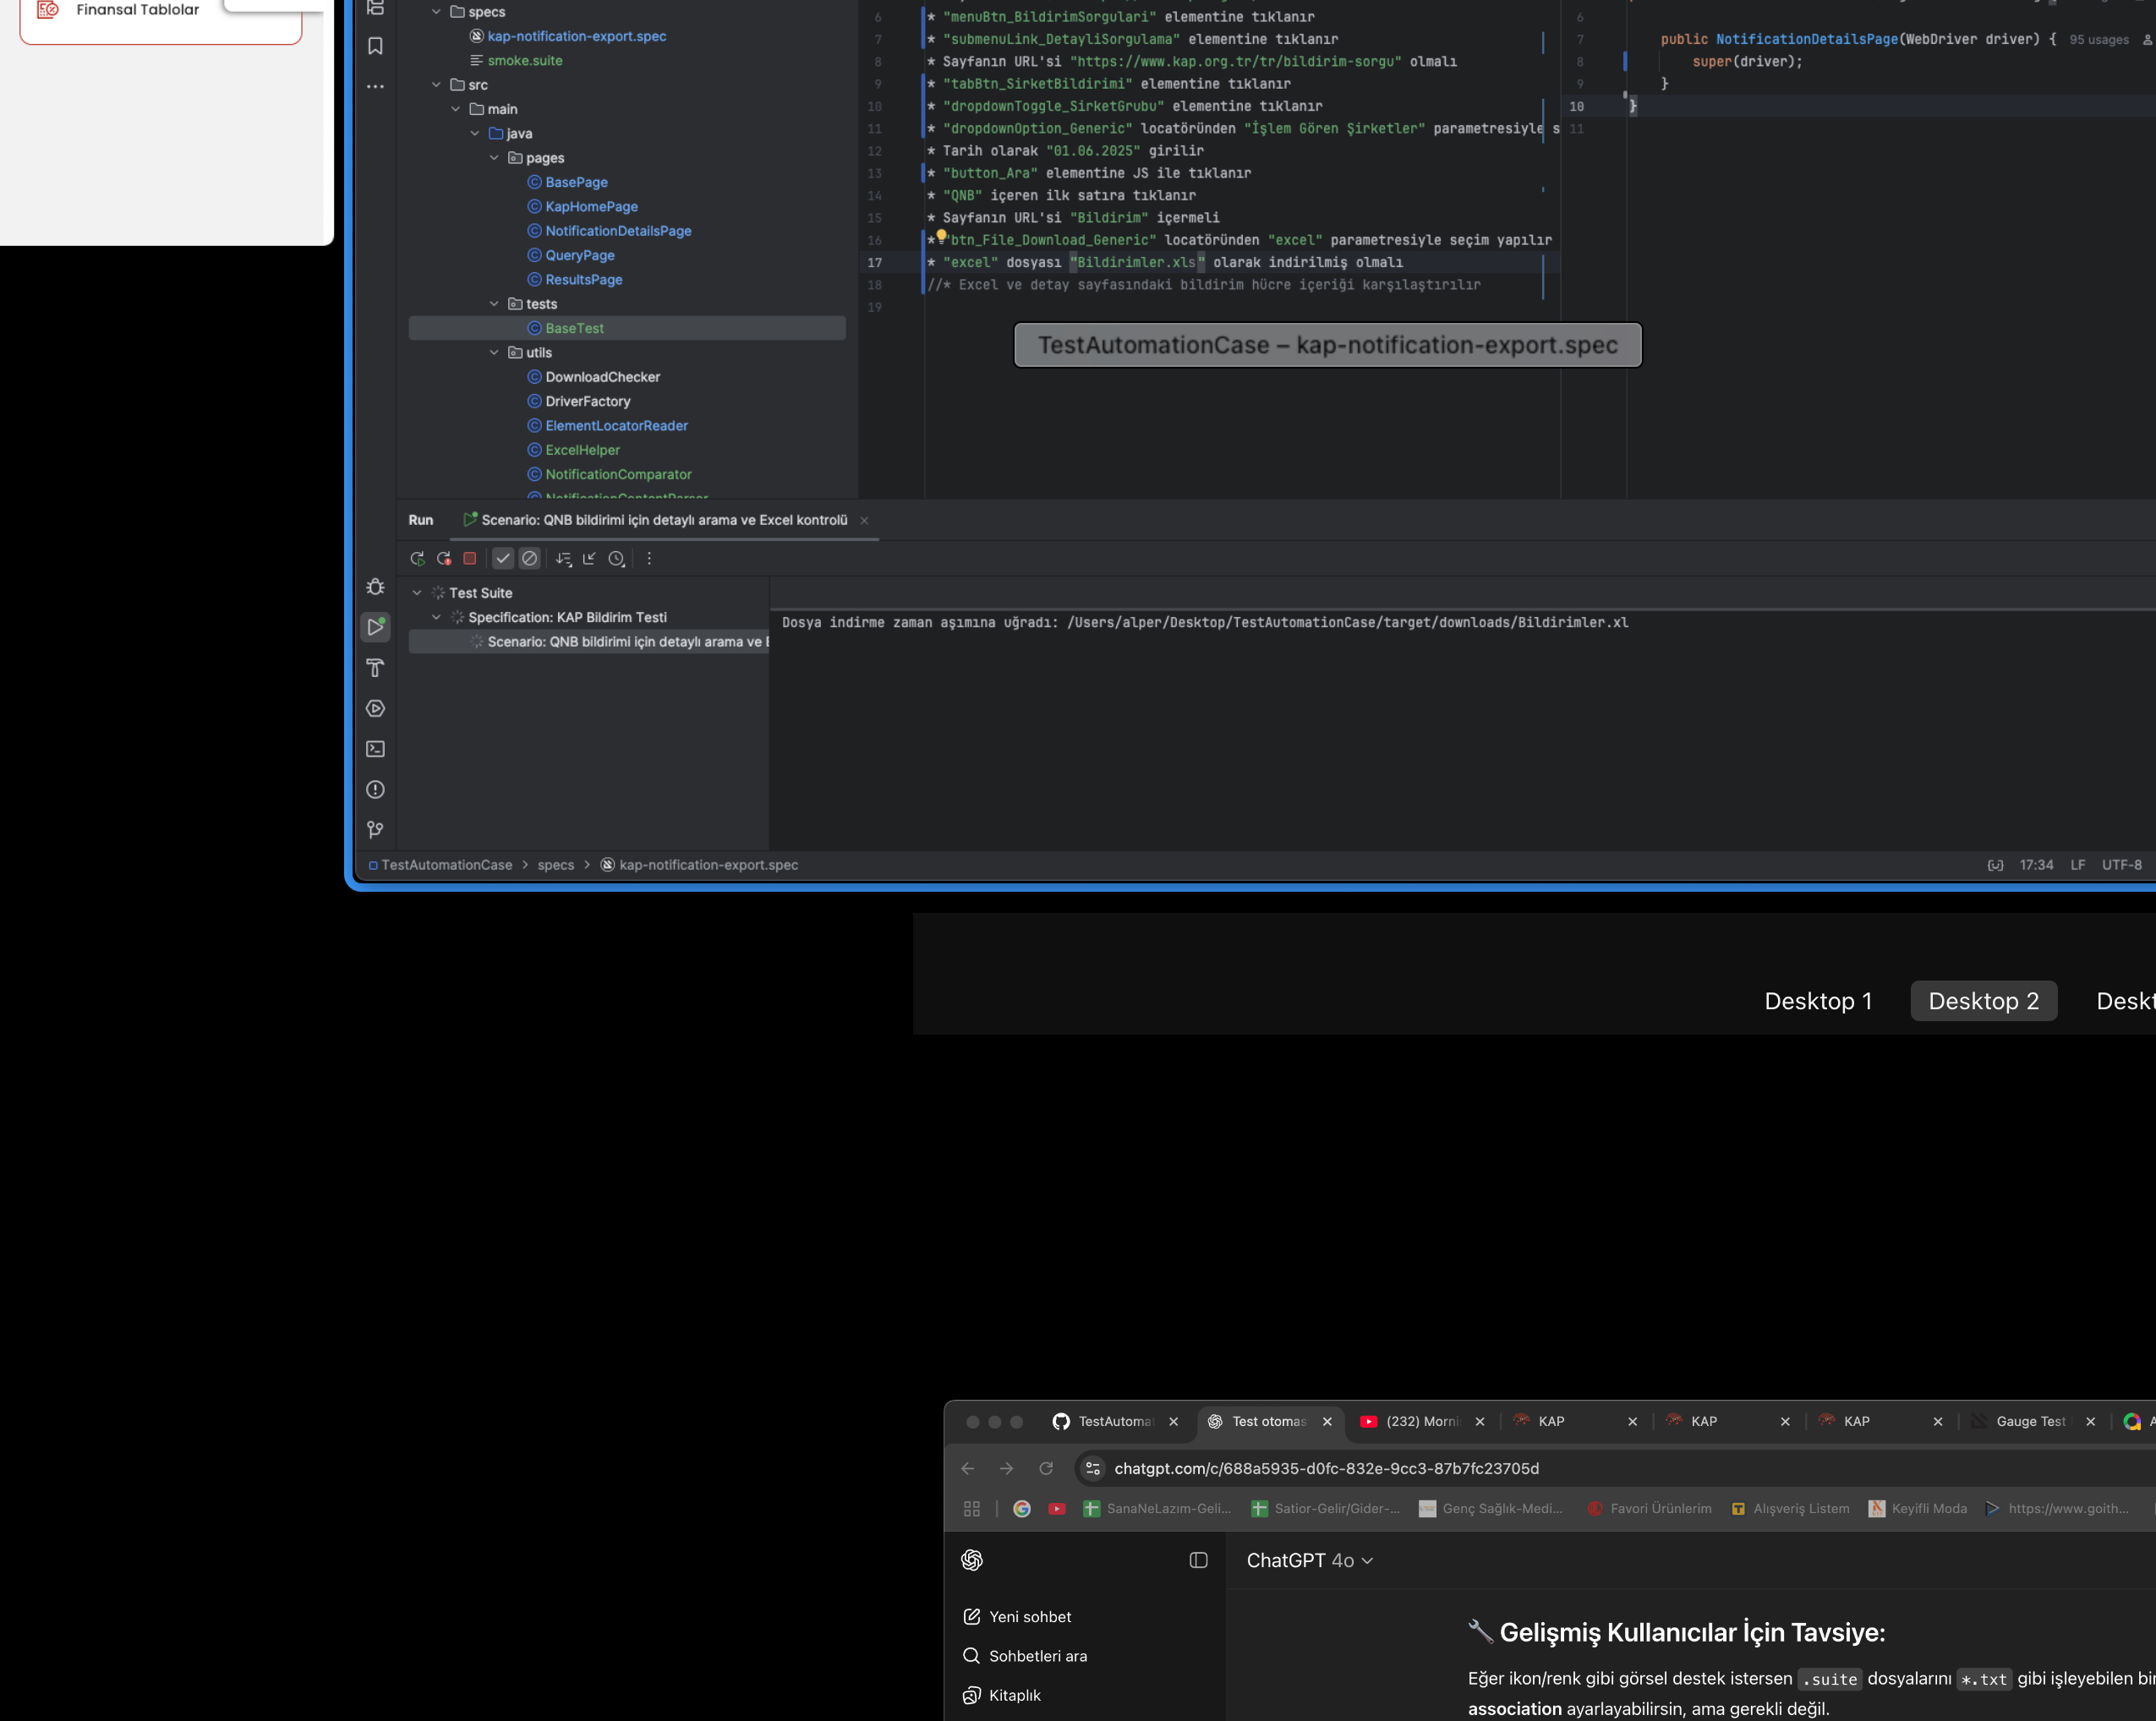 Finansal Tablolar
specs
kap-notification-export.spec
smoke.suite
src
main
java
pages
BasePage
KapHomePage
NotificationDetailsPage
QueryPage
ResultsPage
tests
BaseTest
utils
DownloadChecker
DriverFactory
ElementLocatorReader
ExcelHelper
NotificationComparator
NotificationContentParser
6 * "menuBtn_BildirimSorgulari" elementine tıklanır
7 * "submenuLink_DetayliSorgulama" elementine tıklanır
8 * Sayfanın URL'si "https://www.kap.org.tr/tr/bildirim-sorgu" olmalı
9 * "tabBtn_SirketBildirimi" elementine tıklanır
10 * "dropdownToggle_SirketGrubu" elementine tıklanır
11 * "dropdownOption_Generic" locatöründen "İşlem Gören Şirketler" parametresiyle s
12 * Tarih olarak "01.06.2025" girilir
13 * "button_Ara" elementine JS ile tıklanır
14 * "QNB" içeren ilk satıra tıklanır
15 * Sayfanın URL'si "Bildirim" içermeli
16 * "btn_File_Download_Generic" locatöründen "excel" parametresiyle seçim yapılır
17 * "excel" dosyası "Bildirimler.xls" olarak indirilmiş olmalı
18 //* Excel ve detay sayfasındaki bildirim hücre içeriği karşılaştırılır
19
6
7 public NotificationDetailsPage(WebDriver driver) { 95 usages
8 super(driver);
9 }
10 }
11
TestAutomationCase – kap-notification-export.spec
Run Scenario: QNB bildirimi için detaylı arama ve Excel kontrolü
Test Suite
Specification: KAP Bildirim Testi
Scenario: QNB bildirimi için detaylı arama ve E
Dosya indirme zaman aşımına uğradı: /Users/alper/Desktop/TestAutomationCase/target/downloads/Bildirimler.xl
TestAutomationCase > specs > kap-notification-export.spec
17:34 LF UTF-8
Desktop 1 Desktop 2 Deskt
TestAutomat Test otomas (232) Morni KAP KAP KAP Gauge Test A
chatgpt.com/c/688a5935-d0fc-832e-9cc3-87b7fc23705d
SanaNeLazım-Geli... Satior-Gelir/Gider-... Genç Sağlık-Medi... Favori Ürünlerim Alışveriş Listem Keyifli Moda https://www.goith...
ChatGPT 4o
Yeni sohbet
Sohbetleri ara
Kitaplık
Gelişmiş Kullanıcılar İçin Tavsiye:
Eğer ikon/renk gibi görsel destek istersen .suite dosyalarını *.txt gibi işleyebilen bir
association ayarlayabilirsin, ama gerekli değil.